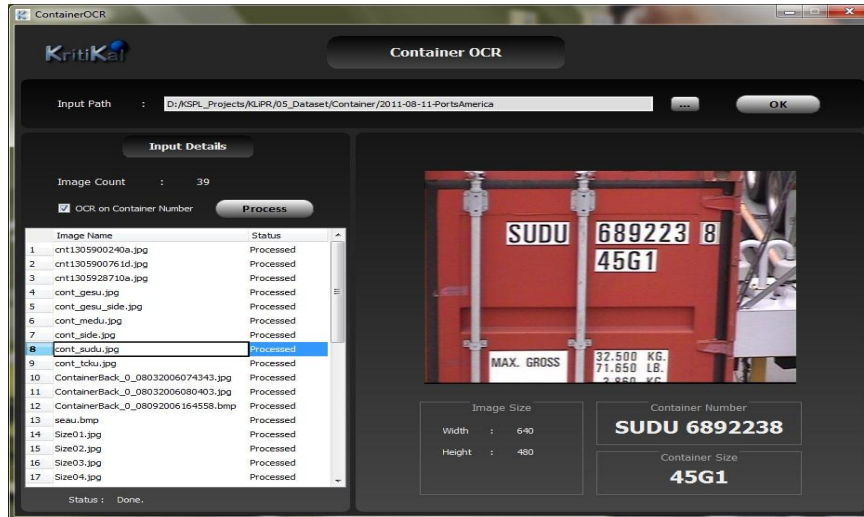 ContainerOCR
KritiKal
Container OCR
Input Path : D:/KSPL_Projects/KLiPR/05_Dataset/Container/2011-08-11-PortsAmerica ... OK
Input Details
Image Count : 39
OCR on Container Number Process
Image Name Status
1 cnt1305900240a.jpg Processed
2 cnt1305900761d.jpg Processed
3 cnt1305928710a.jpg Processed
4 cont_gesu.jpg Processed
5 cont_gesu_side.jpg Processed
6 cont_medu.jpg Processed
7 cont_side.jpg Processed
8 cont_sudu.jpg Processed
9 cont_tcku.jpg Processed
10 ContainerBack_0_08032006074343.jpg Processed
11 ContainerBack_0_08032006080403.jpg Processed
12 ContainerBack_0_08092006164558.bmp Processed
13 seau.bmp Processed
14 Size01.jpg Processed
15 Size02.jpg Processed
16 Size03.jpg Processed
17 Size04.jpg Processed
Status : Done.
SUDU 689223 8
45G1
MAX. GROSS 32.500 KG.
71.650 LB.
3.860 KG
Image Size
Width : 640
Height : 480
Container Number
SUDU 6892238
Container Size
45G1